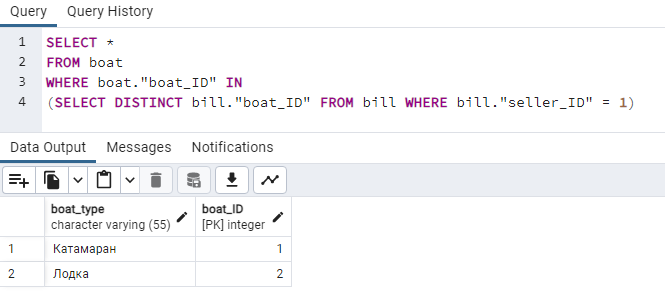 Query Query History
1 SELECT *
2 FROM boat
3 WHERE boat."boat_ID" IN
4 (SELECT DISTINCT bill."boat_ID" FROM bill WHERE bill."seller_ID" = 1)
Data Output Messages Notifications
boat_type boat_ID
character varying (55) [PK] integer
1 Катамаран 1
2 Лодка 2